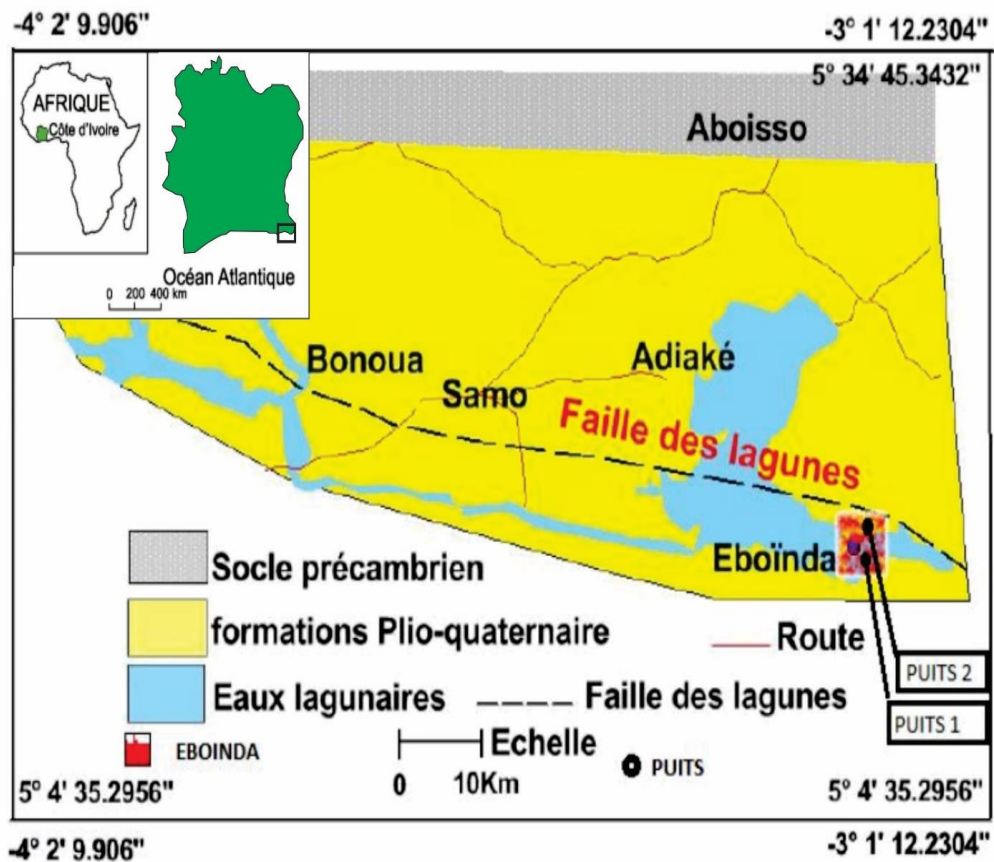 -4° 2' 9.906"
-3° 1' 12.2304"
5° 34' 45.3432"
AFRIQUE
Côte d'Ivoire
Océan Atlantique
0 200 400 km
Aboisso
Bonoua
Adiaké
Samo
Faille des lagunes
Eboïnda
Socle précambrien
formations Plio-quaternaire
Route
PUITS 2
Eaux lagunaires
Faille des lagunes
PUITS 1
EBOINDA
Echelle
0 10Km
PUITS
5° 4' 35.2956"
5° 4' 35.2956"
-4° 2' 9.906"
-3° 1' 12.2304"